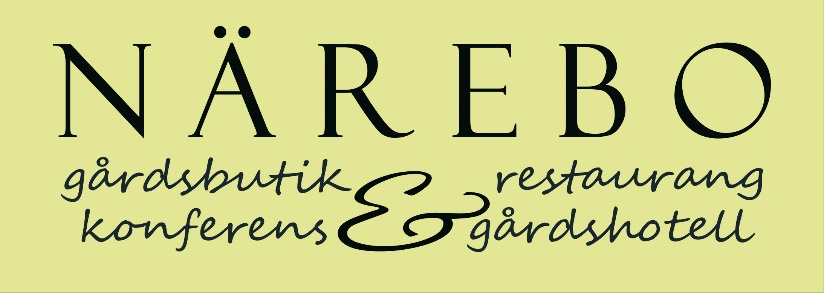 NÄREBO
gårdsbutik & restaurang
konferens gårdshotell